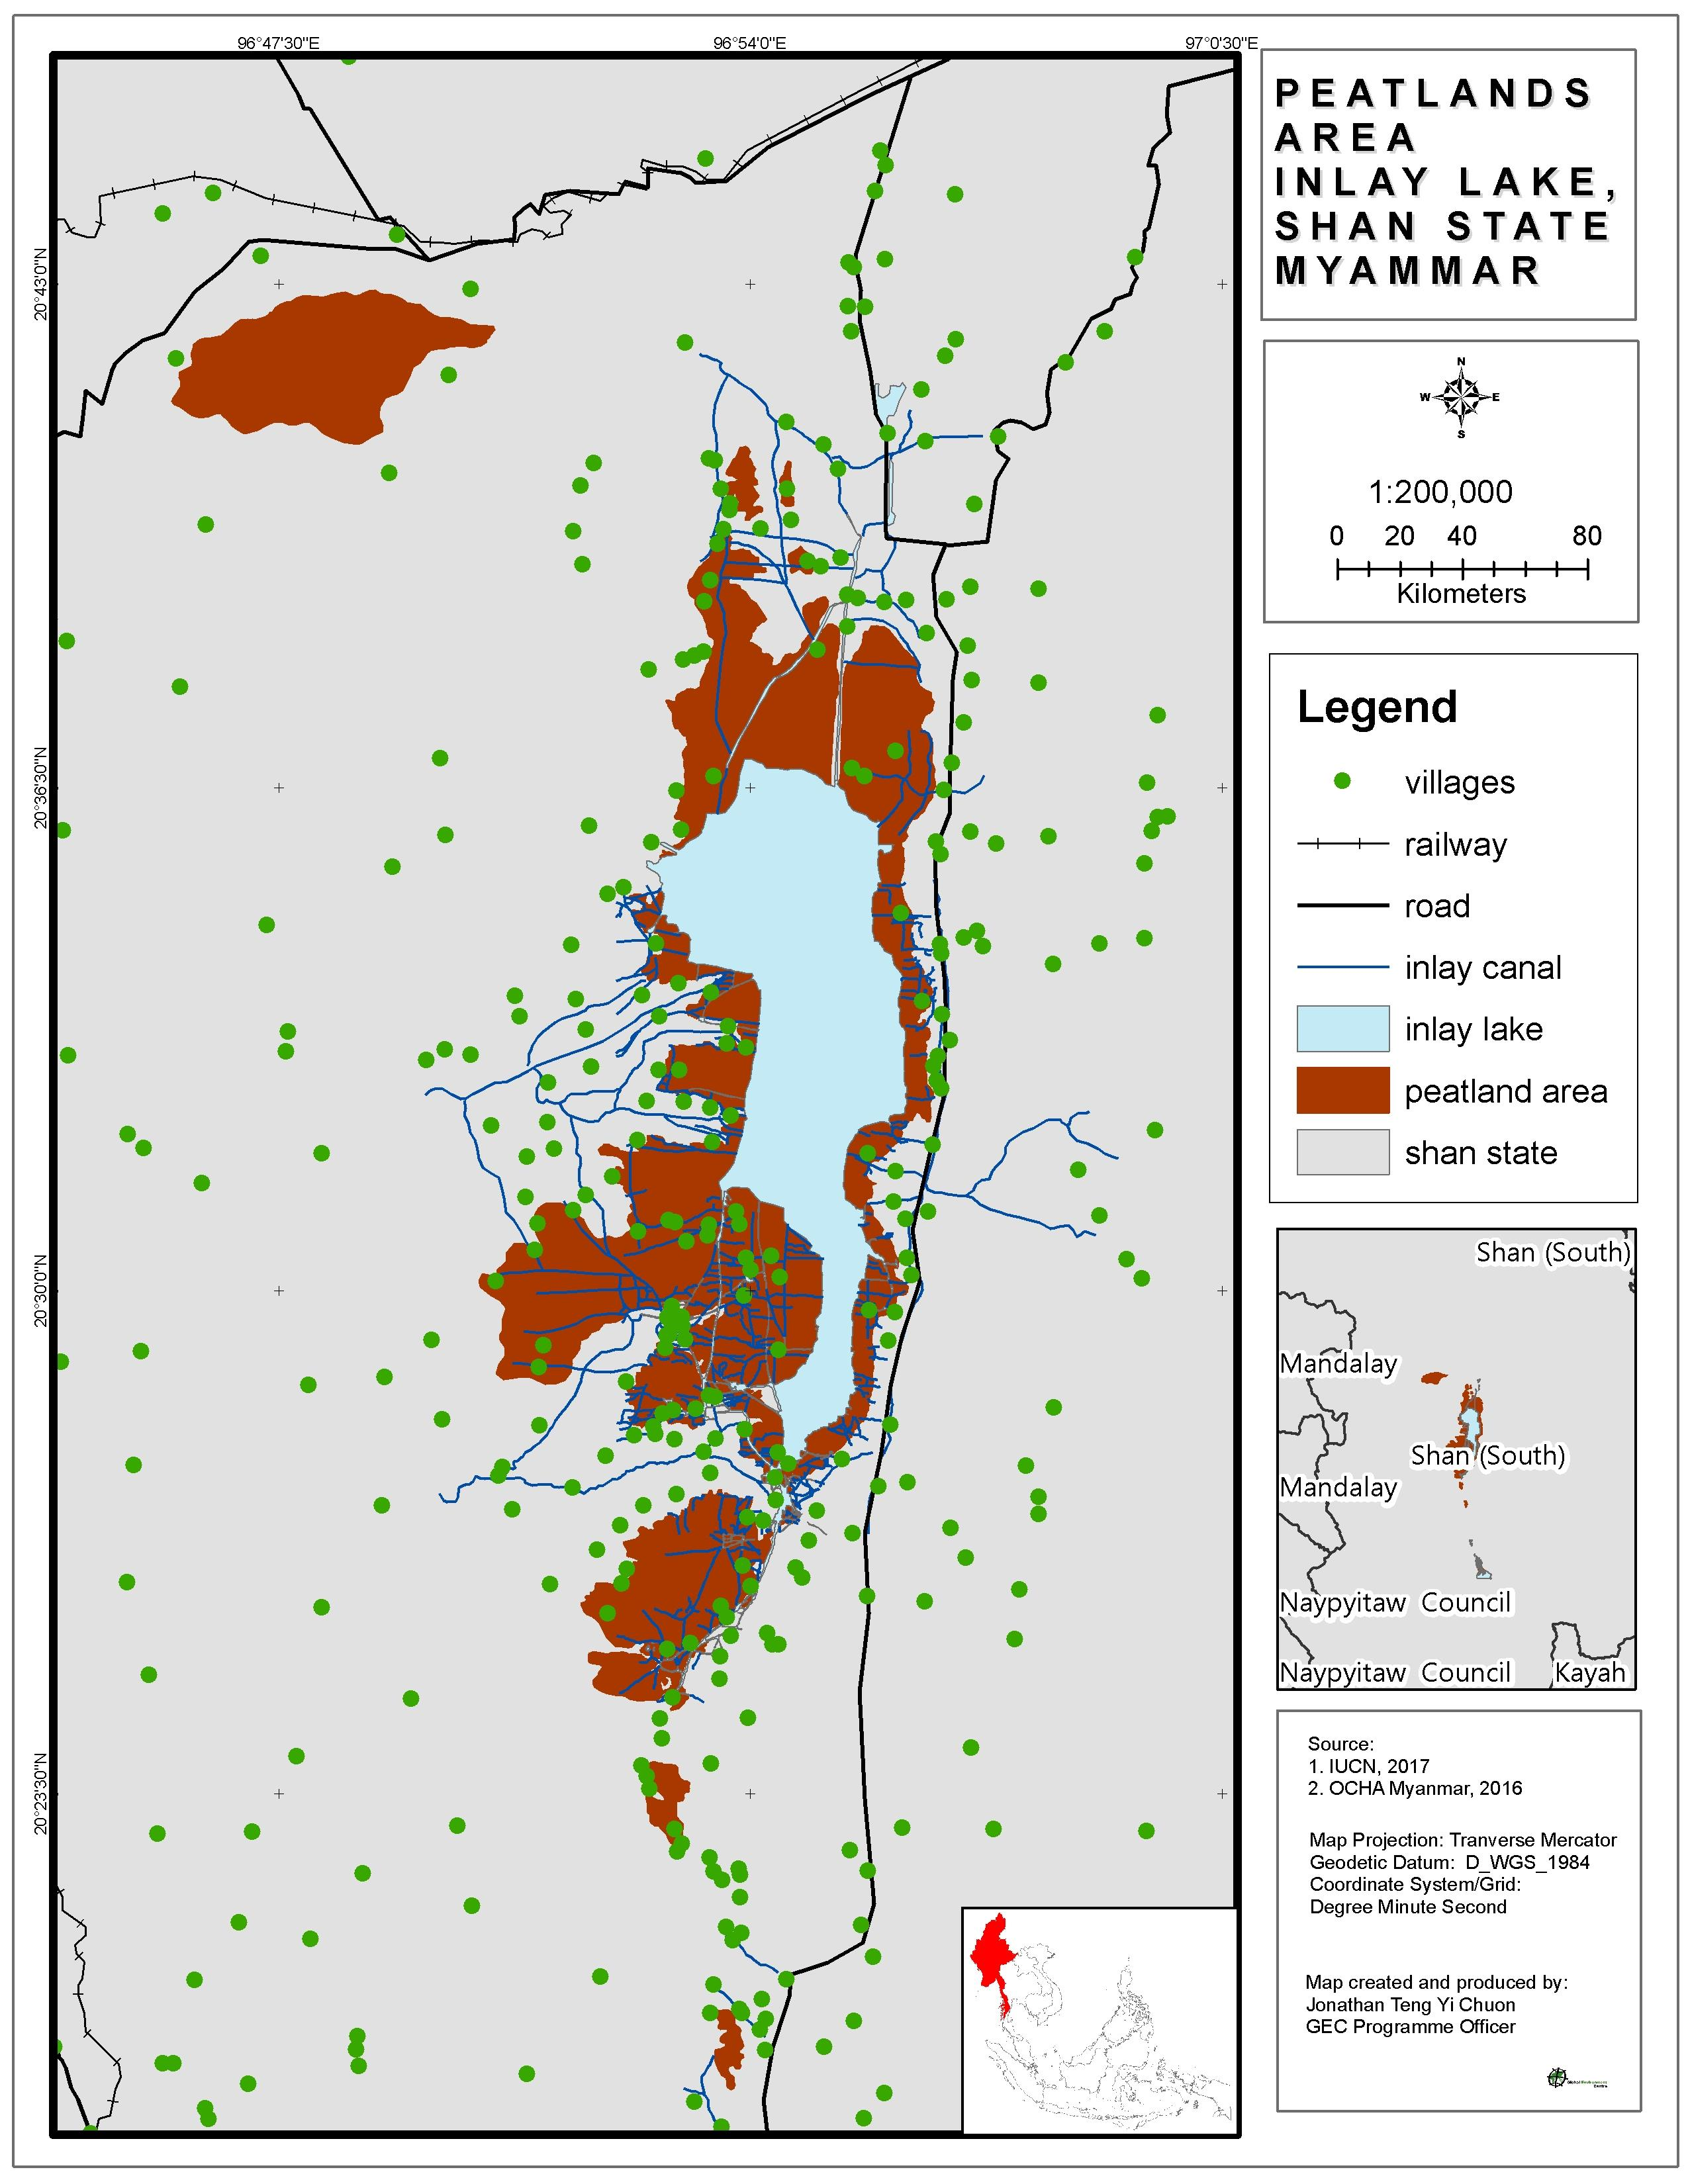 96°47'30"E
96°54'0"E
97°0'30"E
20°43'0"N
20°36'30"N
20°30'0"N
20°23'30"N
PEATLANDS
AREA
INLAY LAKE,
SHAN STATE
MYAMMAR
N
W
E
S
1:200,000
0 20 40 80
Kilometers
Legend
villages
railway
road
inlay canal
inlay lake
peatland area
shan state
Shan (South)
Mandalay
Shan (South)
Mandalay
Naypyitaw Council
Naypyitaw Council
Kayah
Source:
1. IUCN, 2017
2. OCHA Myanmar, 2016
Map Projection: Tranverse Mercator
Geodetic Datum: D_WGS_1984
Coordinate System/Grid:
Degree Minute Second
Map created and produced by:
Jonathan Teng Yi Chuon
GEC Programme Officer